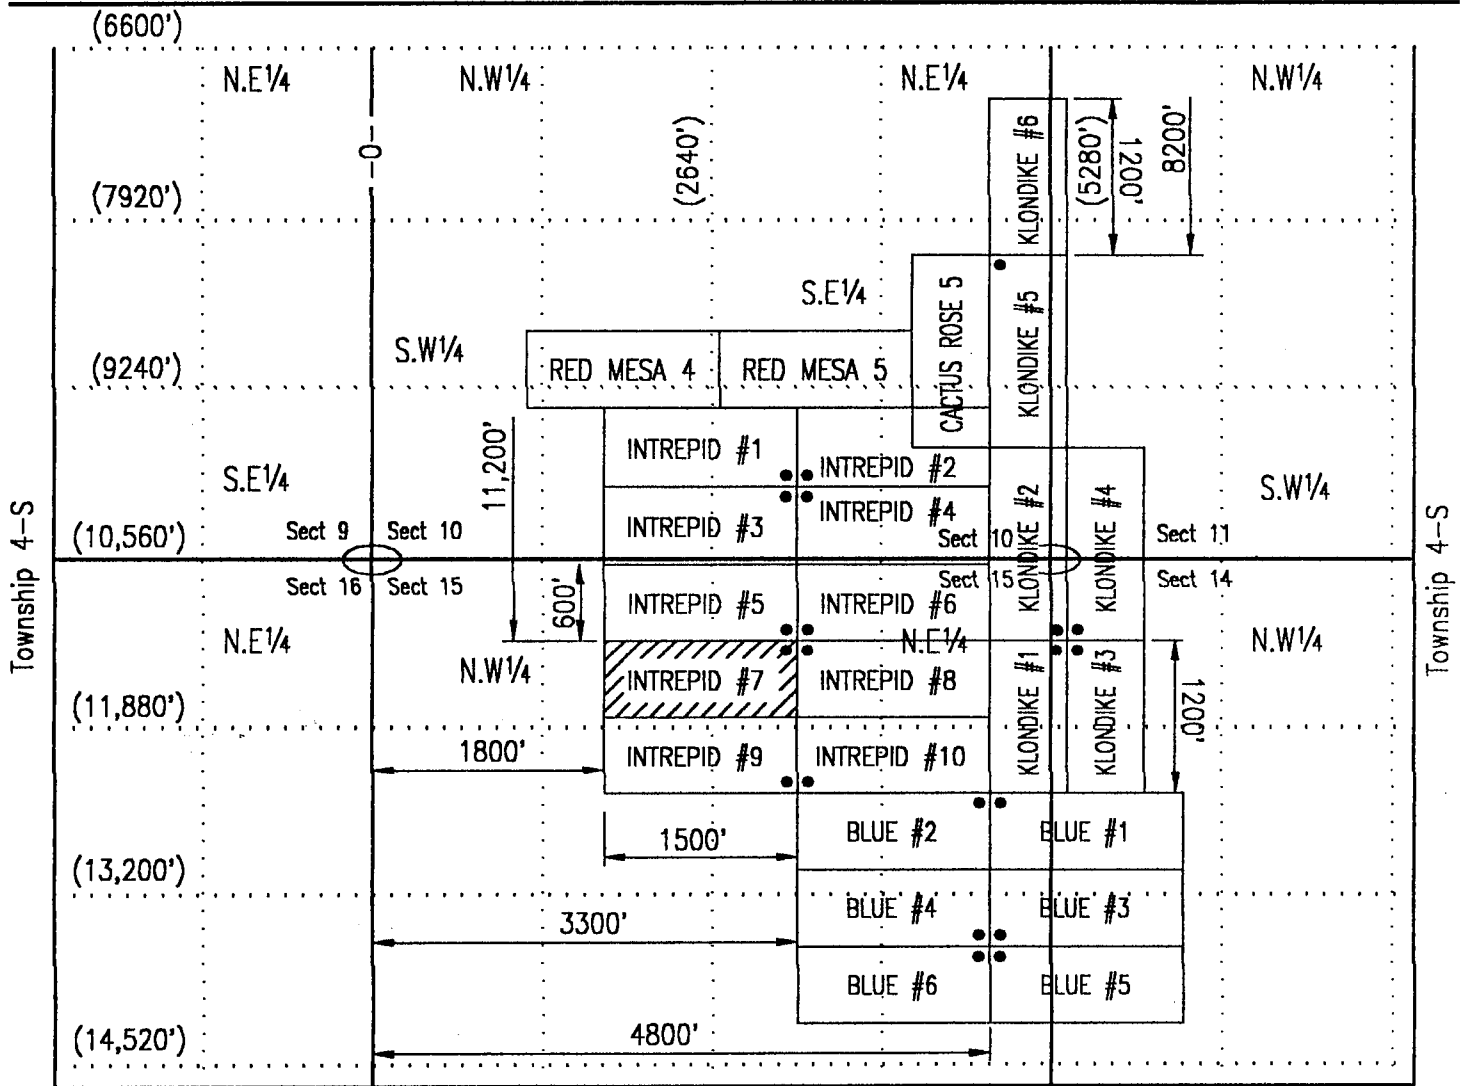 (6600')
N.E¼
N.W¼
N.E¼
N.W¼
-0-
(7920')
(2640')
KLONDIKE #6
(5280')
1200'
8200'
S.E¼
CACTUS ROSE 5
KLONDIKE #5
(9240')
S.W¼
RED MESA 4
RED MESA 5
11,200'
INTREPID #1
INTREPID #2
S.E¼
S.W¼
INTREPID #3
INTREPID #4
KLONDIKE #2
KLONDIKE #4
(10,560')
Sect 9
Sect 10
Sect 10
Sect 11
Township 4-S
Township 4-S
Sect 16
Sect 15
Sect 15
Sect 14
600'
INTREPID #5
INTREPID #6
N.E¼
N.W¼
N.E¼
N.W¼
INTREPID #7
INTREPID #8
KLONDIKE #1
KLONDIKE #3
1200'
(11,880')
1800'
INTREPID #9
INTREPID #10
1500'
BLUE #2
BLUE #1
(13,200')
BLUE #4
BLUE #3
3300'
BLUE #6
BLUE #5
(14,520')
4800'